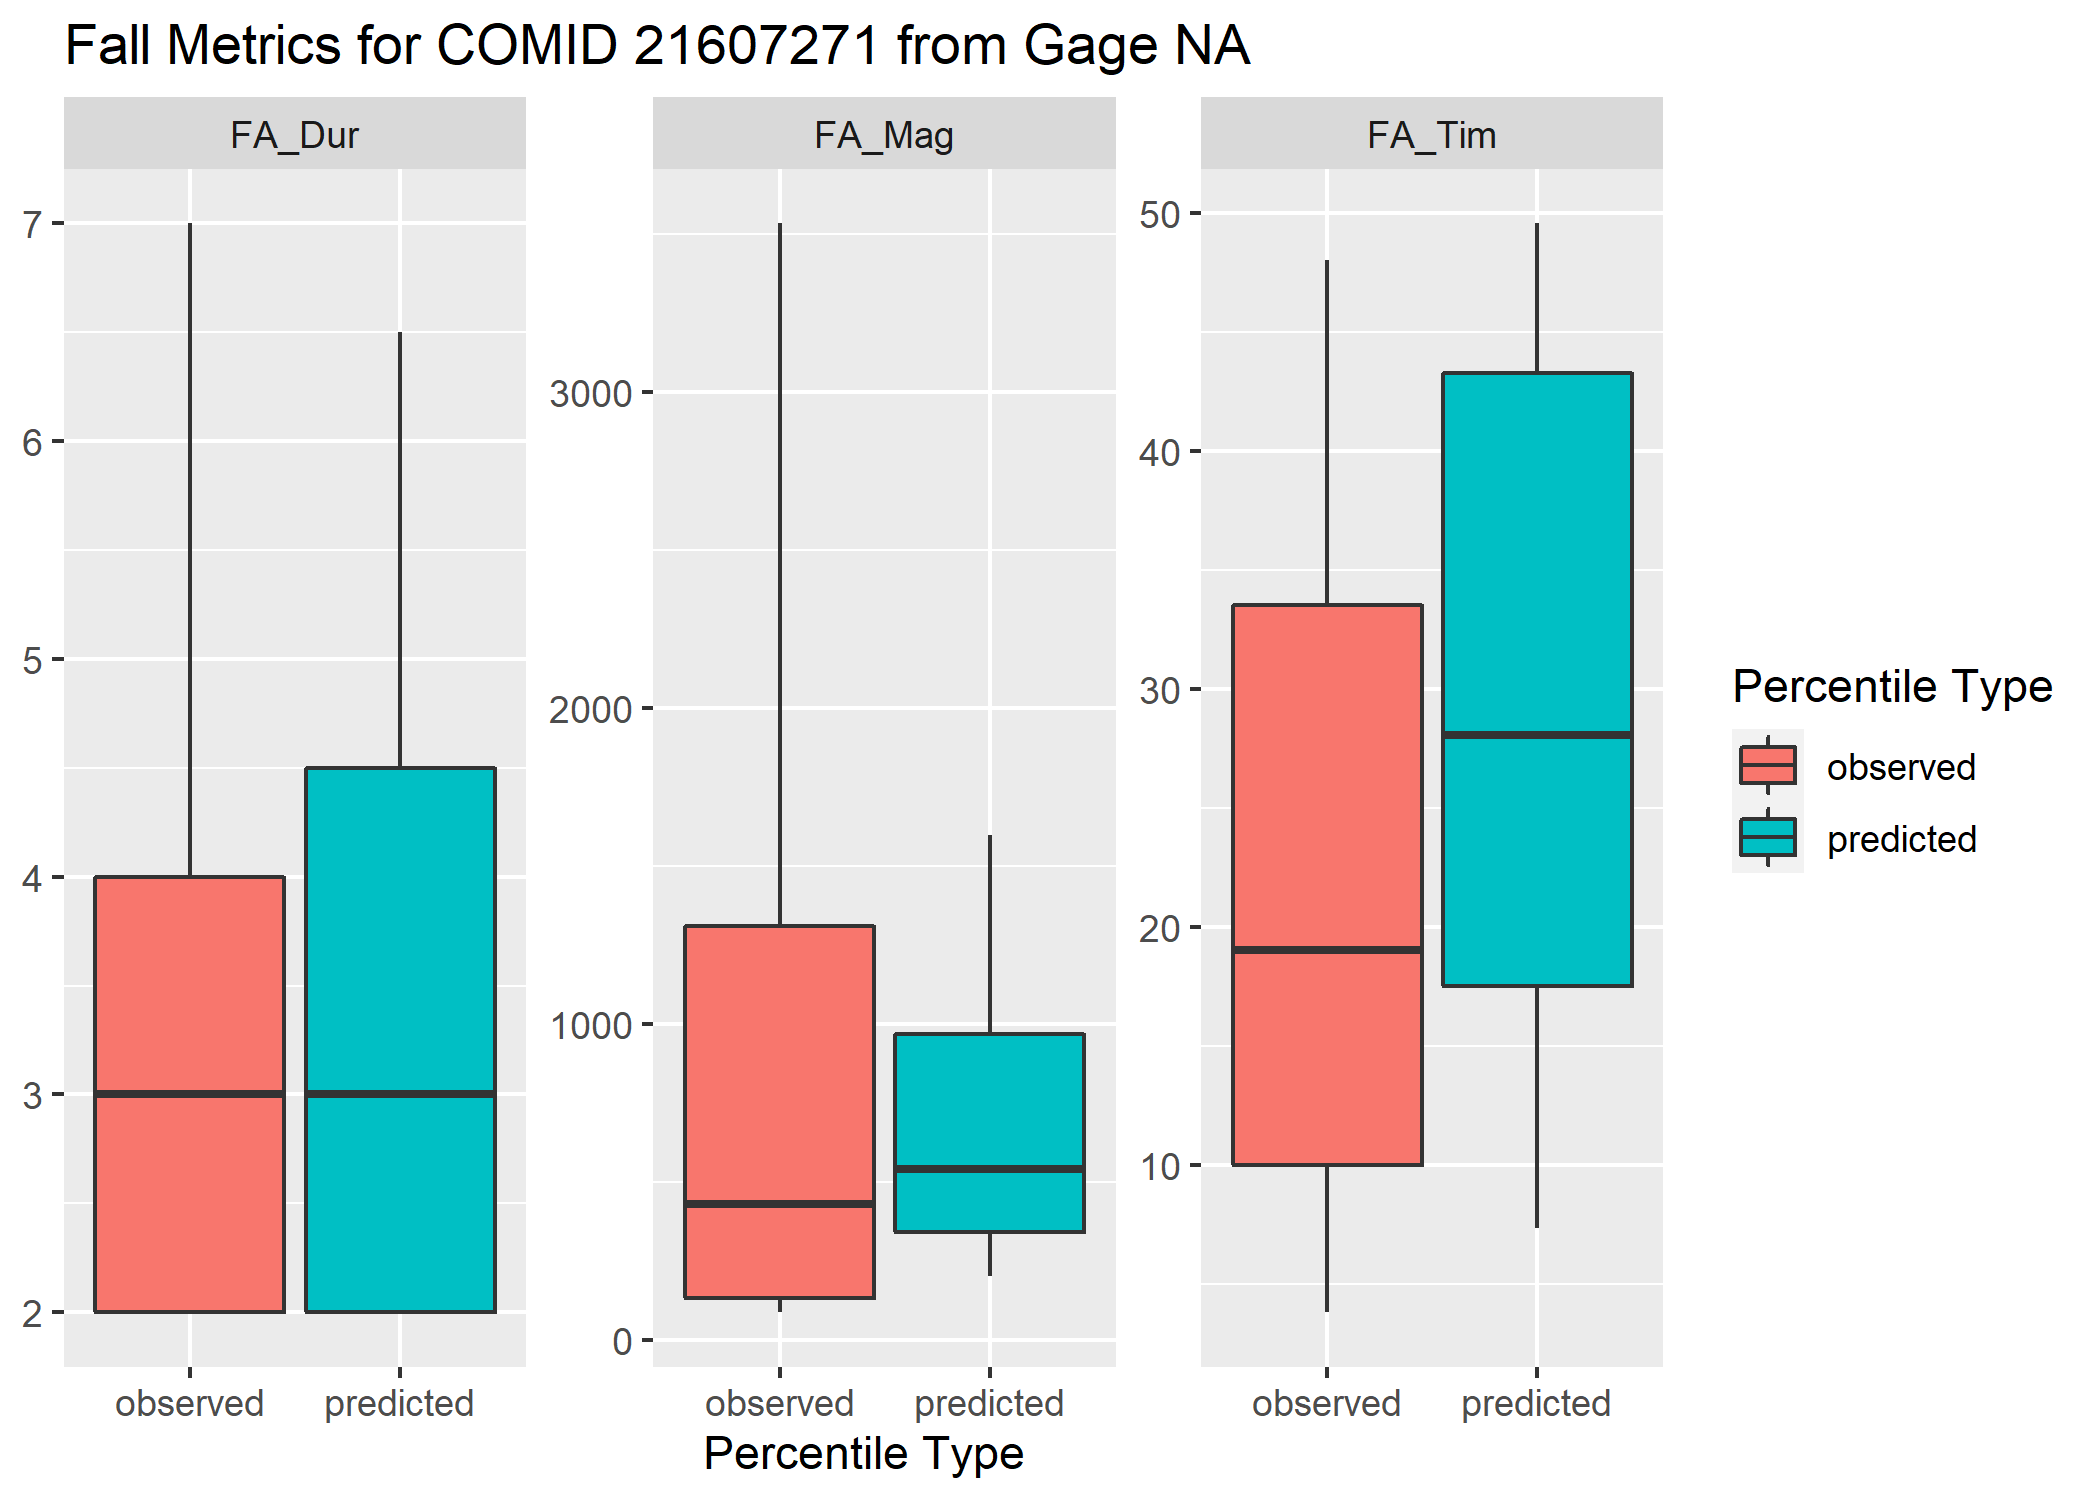 Fall Metrics for COMID 21607271 from Gage NA
FA_Dur
FA_Mag
FA_Tim
7
6
5
4
3
2
3000
2000
1000
0
50
40
30
20
10
observed predicted
observed predicted
observed predicted
Percentile Type
Percentile Type
observed
predicted